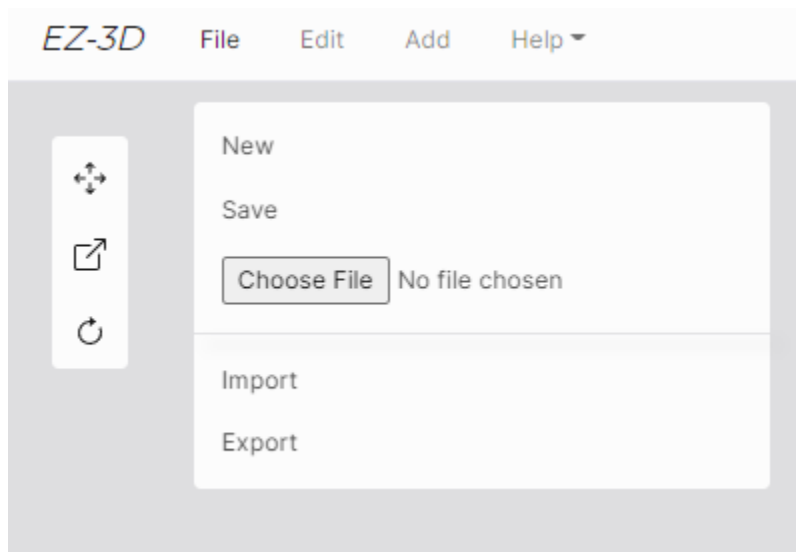 EZ-3D File Edit Add Help
New
Save
Choose File No file chosen
Import
Export